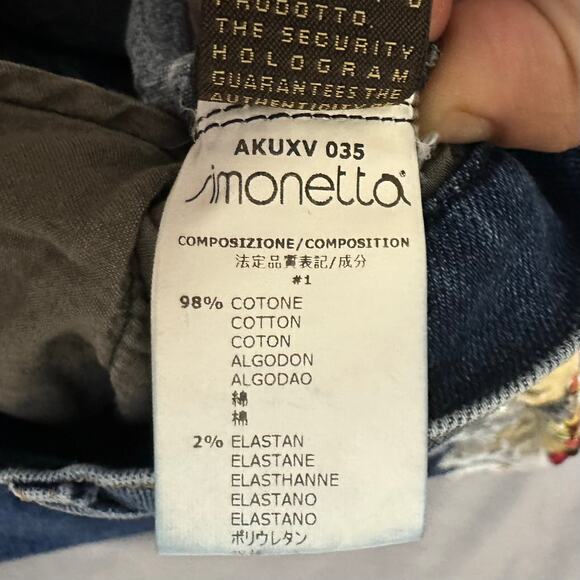 PRODOTTO.
THE SECURITY
HOLOGRAM
GUARANTEES THE
AUTHENTICITY
AKUXV 035
simonetta
COMPOSIZIONE/COMPOSITION
法定品質表記/成分
#1
98% COTONE
COTTON
COTON
ALGODON
ALGODAO
綿
棉
2% ELASTAN
ELASTANE
ELASTHANNE
ELASTANO
ELASTANO
ポリウレタン